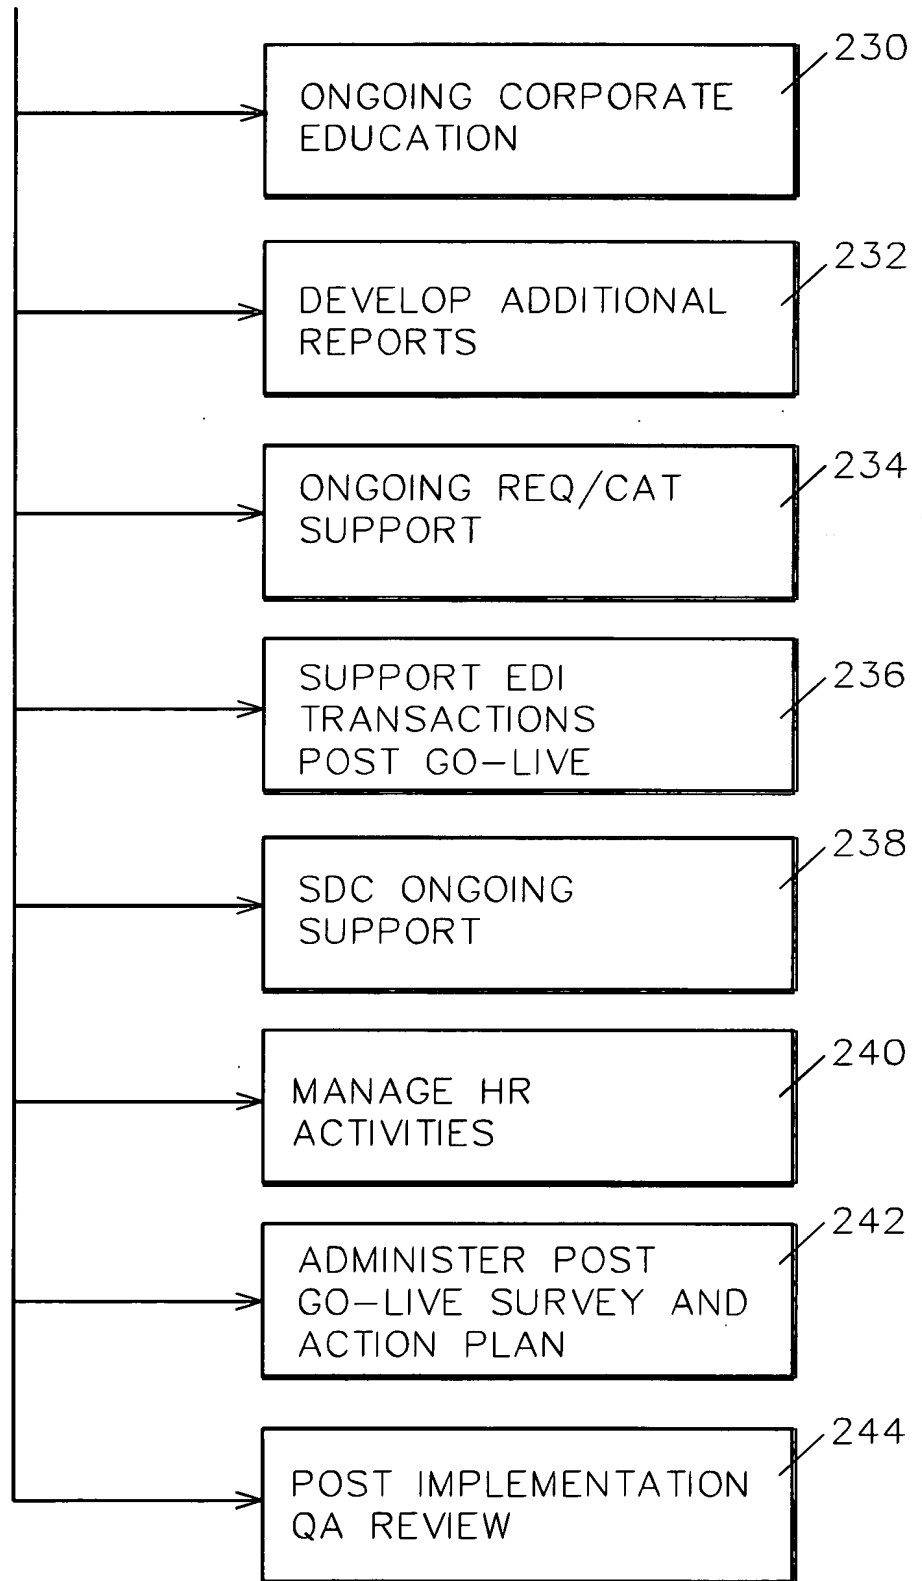 230
ONGOING CORPORATE
EDUCATION
232
DEVELOP ADDITIONAL
REPORTS
234
ONGOING REQ/CAT
SUPPORT
236
SUPPORT EDI
TRANSACTIONS
POST GO-LIVE
238
SDC ONGOING
SUPPORT
240
MANAGE HR
ACTIVITIES
242
ADMINISTER POST
GO-LIVE SURVEY AND
ACTION PLAN
244
POST IMPLEMENTATION
QA REVIEW